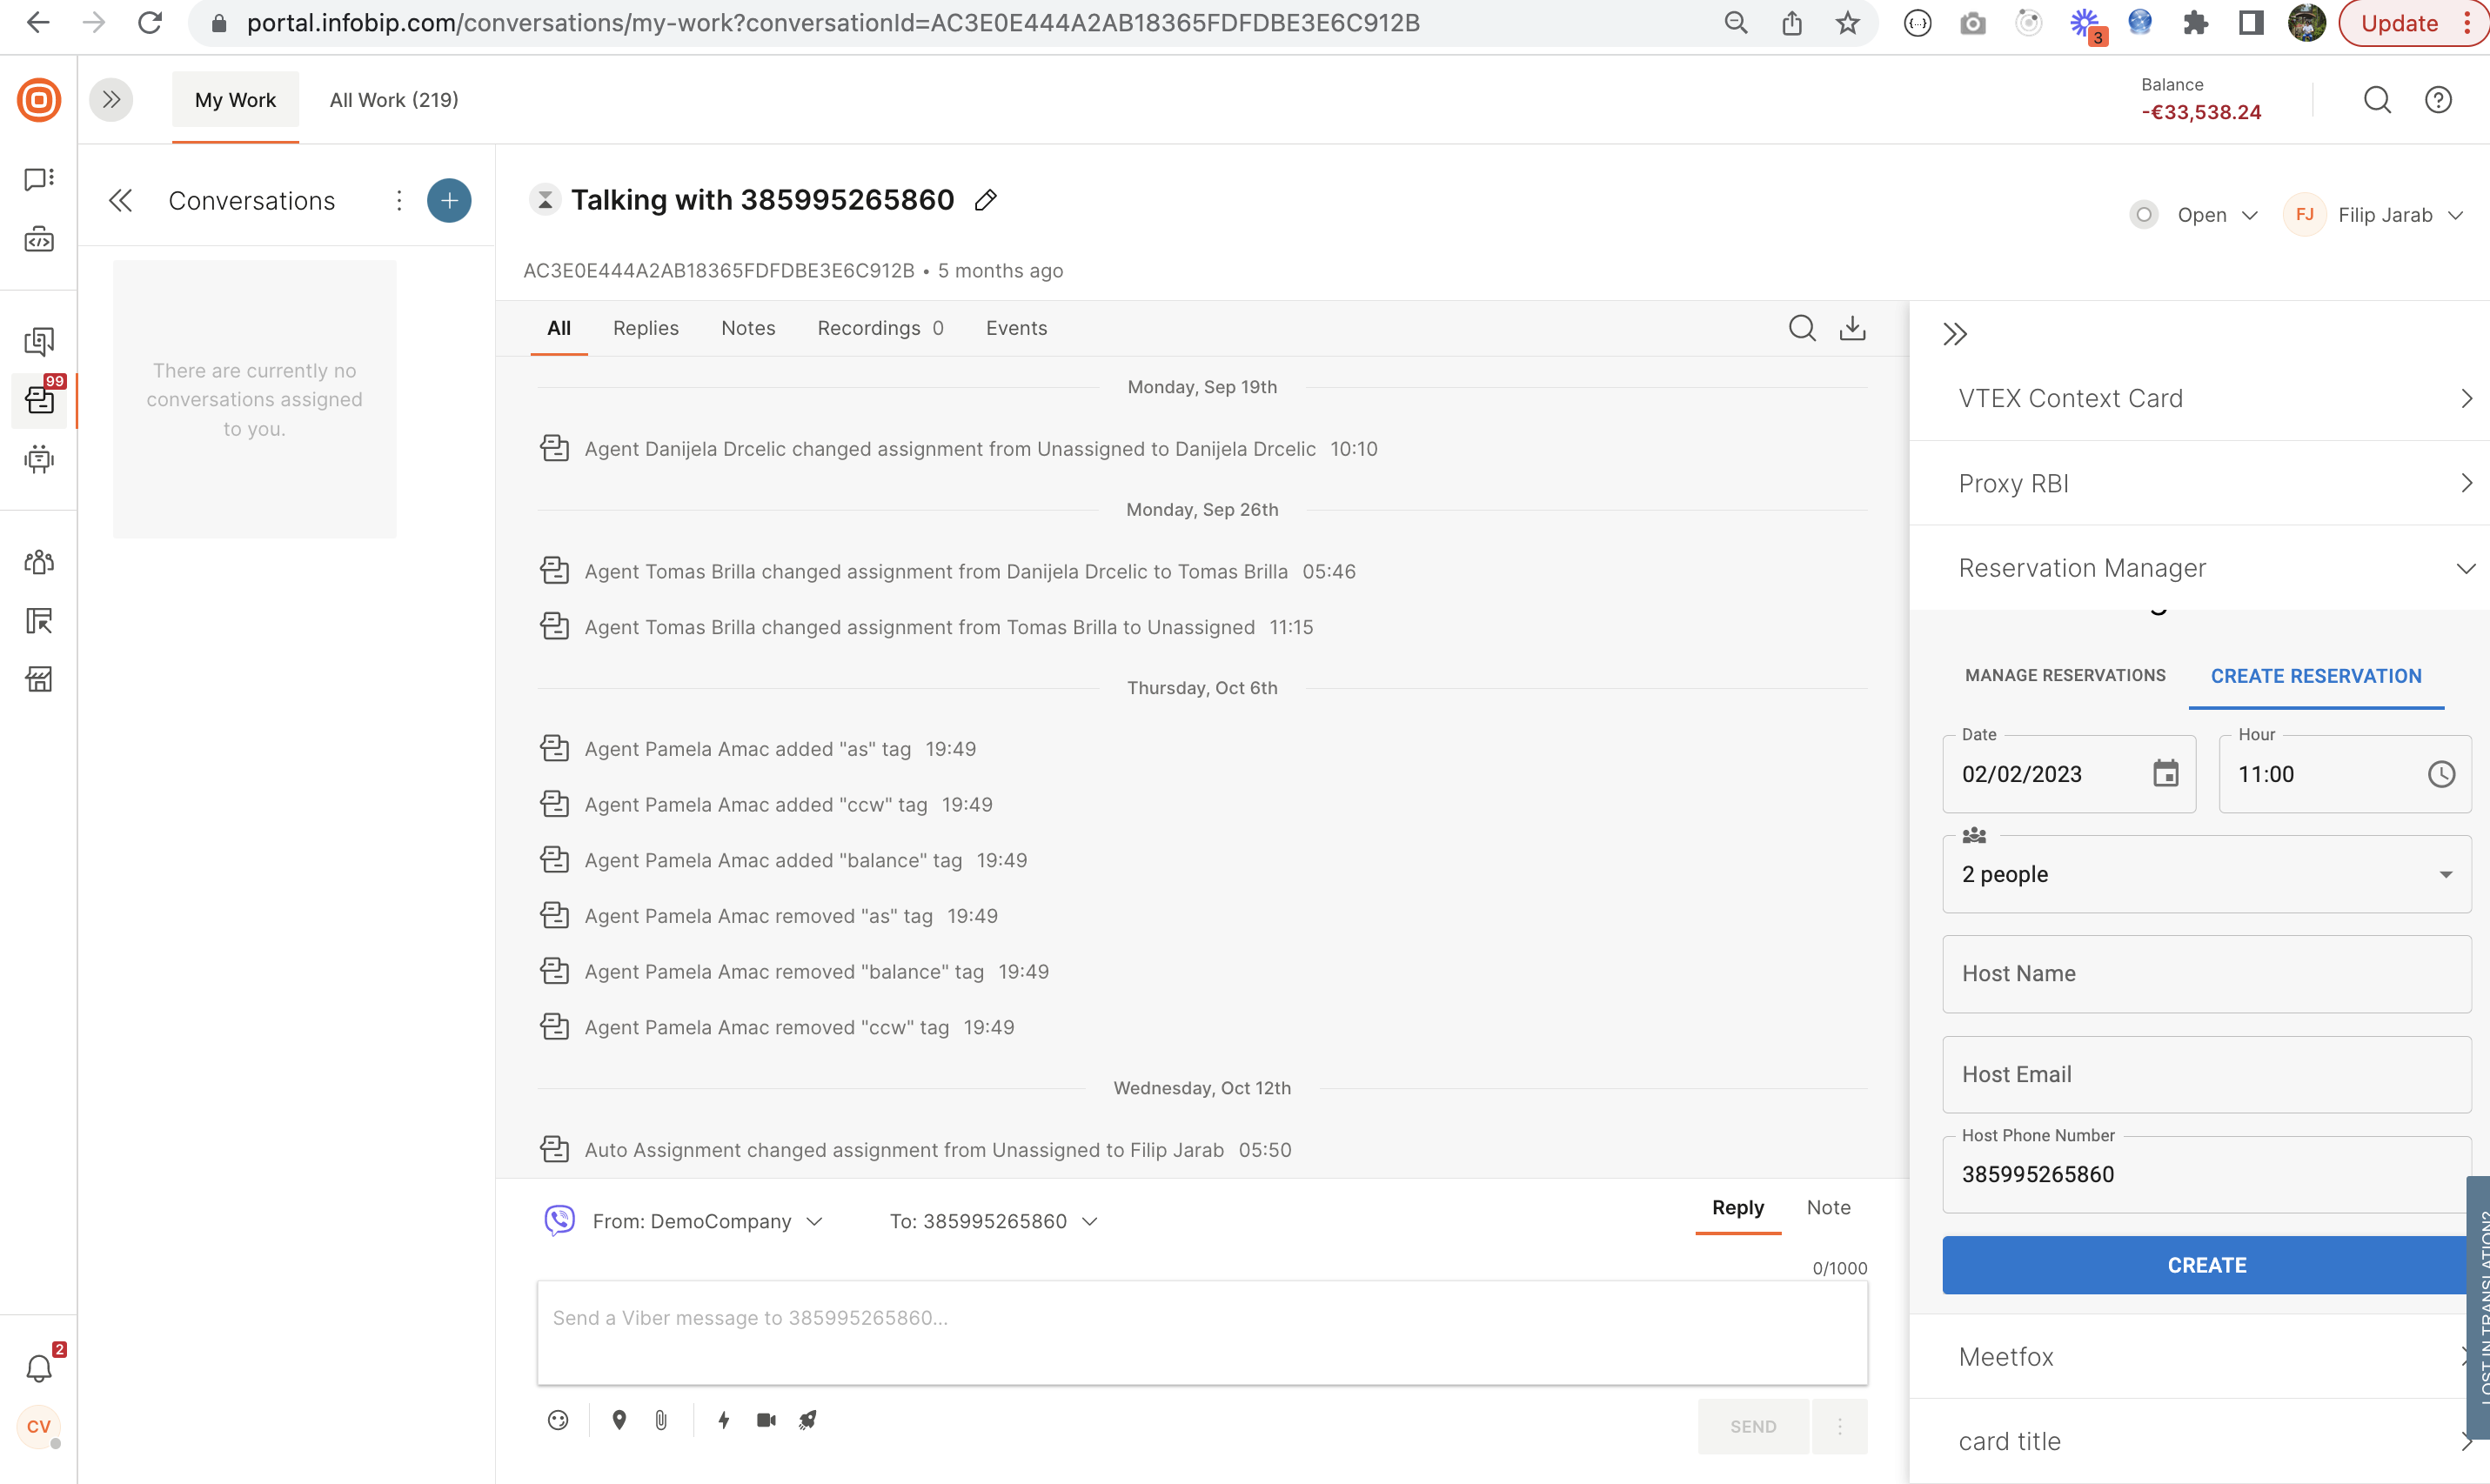 portal.infobip.com/conversations/my-work?conversationId=AC3E0E444A2AB18365FDFDBE3E6C912B
3
Update
My Work
All Work (219)
Balance
-€33,538.24
Conversations
Talking with 385995265860
Open
FJ
Filip Jarab
AC3E0E444A2AB18365FDFDBE3E6C912B • 5 months ago
There are currently no
conversations assigned
to you.
99
All
Replies
Notes
Recordings 0
Events
Monday, Sep 19th
Agent Danijela Drcelic changed assignment from Unassigned to Danijela Drcelic 10:10
Monday, Sep 26th
Agent Tomas Brilla changed assignment from Danijela Drcelic to Tomas Brilla 05:46
Agent Tomas Brilla changed assignment from Tomas Brilla to Unassigned 11:15
Thursday, Oct 6th
Agent Pamela Amac added "as" tag 19:49
Agent Pamela Amac added "ccw" tag 19:49
Agent Pamela Amac added "balance" tag 19:49
Agent Pamela Amac removed "as" tag 19:49
Agent Pamela Amac removed "balance" tag 19:49
Agent Pamela Amac removed "ccw" tag 19:49
Wednesday, Oct 12th
Auto Assignment changed assignment from Unassigned to Filip Jarab 05:50
From: DemoCompany
To: 385995265860
Reply
Note
0/1000
Send a Viber message to 385995265860...
SEND
2
CV
VTEX Context Card
Proxy RBI
Reservation Manager
MANAGE RESERVATIONS
CREATE RESERVATION
Date
02/02/2023
Hour
11:00
2 people
Host Name
Host Email
Host Phone Number
385995265860
CREATE
Meetfox
card title
LOST IN TRANSLATION?